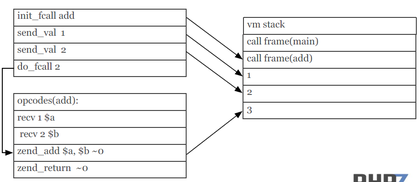 init_fcall add
send_val 1
send_val 2
do_fcall 2
opcodes(add):
recv 1 $a
recv 2 $b
zend_add $a, $b ~0
zend_return ~0
vm stack
call frame(main)
call frame(add)
1
2
3